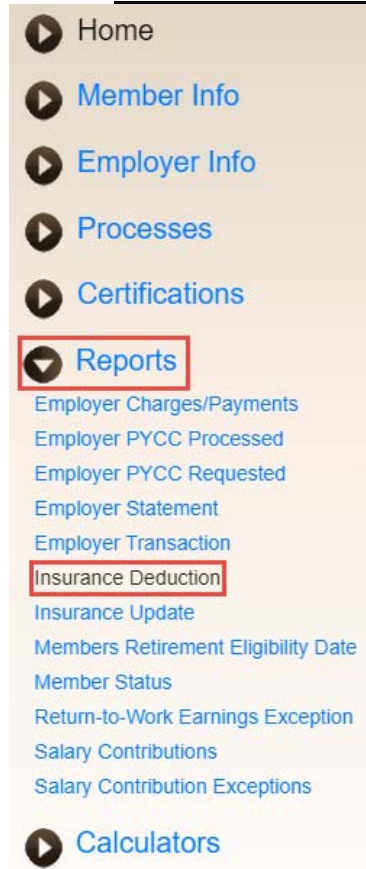 Home
Member Info
Employer Info
Processes
Certifications
Reports
Employer Charges/Payments
Employer PYCC Processed
Employer PYCC Requested
Employer Statement
Employer Transaction
Insurance Deduction
Insurance Update
Members Retirement Eligibility Date
Member Status
Return-to-Work Earnings Exception
Salary Contributions
Salary Contribution Exceptions
Calculators